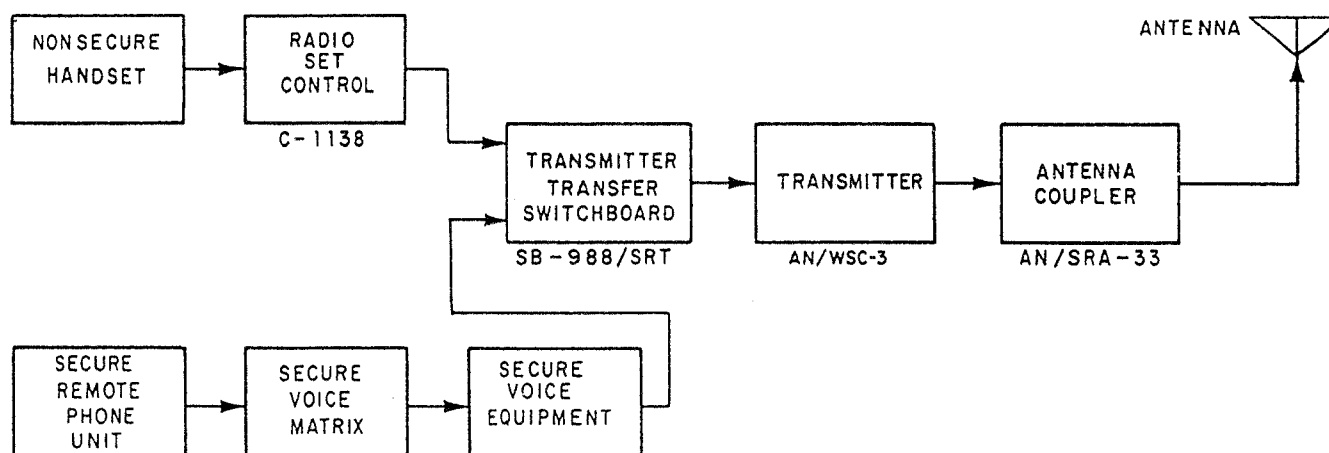 NONSECURE
HANDSET
RADIO
SET
CONTROL
C-1138
ANTENNA
TRANSMITTER
TRANSFER
SWITCHBOARD
SB-988/SRT
TRANSMITTER
AN/WSC-3
ANTENNA
COUPLER
AN/SRA-33
SECURE
REMOTE
PHONE
UNIT
SECURE
VOICE
MATRIX
SECURE
VOICE
EQUIPMENT